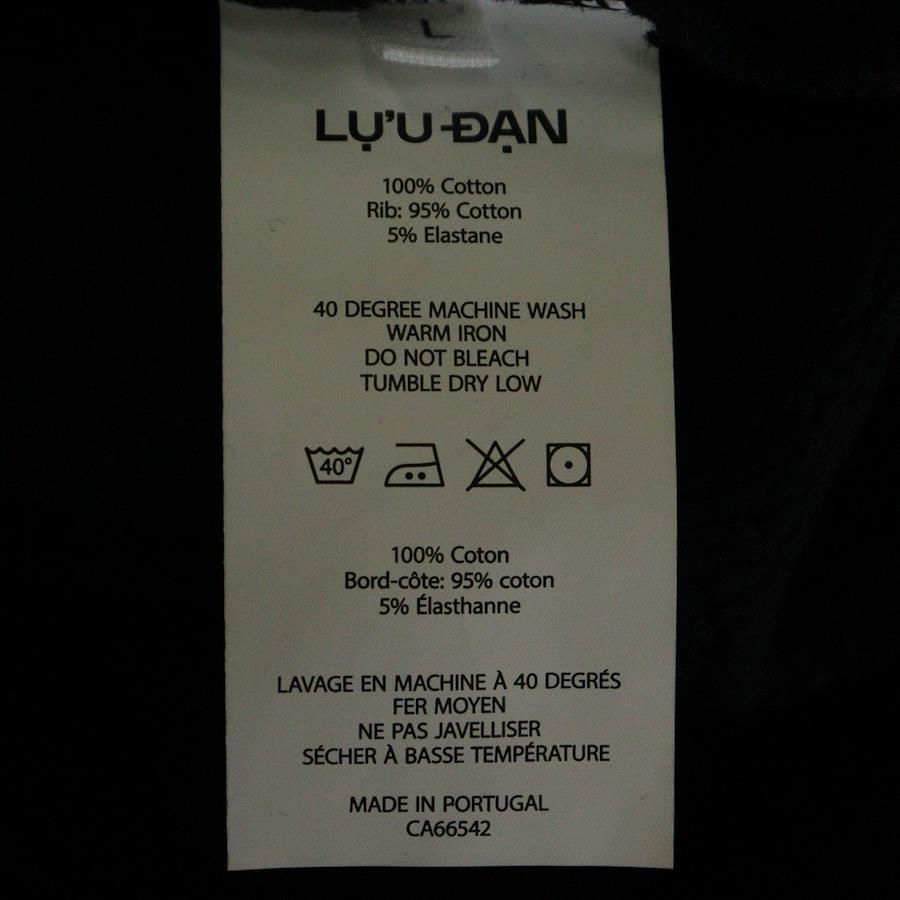 L
LỰU ĐẠN
100% Cotton
Rib: 95% Cotton
5% Elastane
40 DEGREE MACHINE WASH
WARM IRON
DO NOT BLEACH
TUMBLE DRY LOW
40°
100% Coton
Bord-côte: 95% coton
5% Élasthanne
LAVAGE EN MACHINE À 40 DEGRÉS
FER MOYEN
NE PAS JAVELLISER
SÉCHER À BASSE TEMPÉRATURE
MADE IN PORTUGAL
CA66542